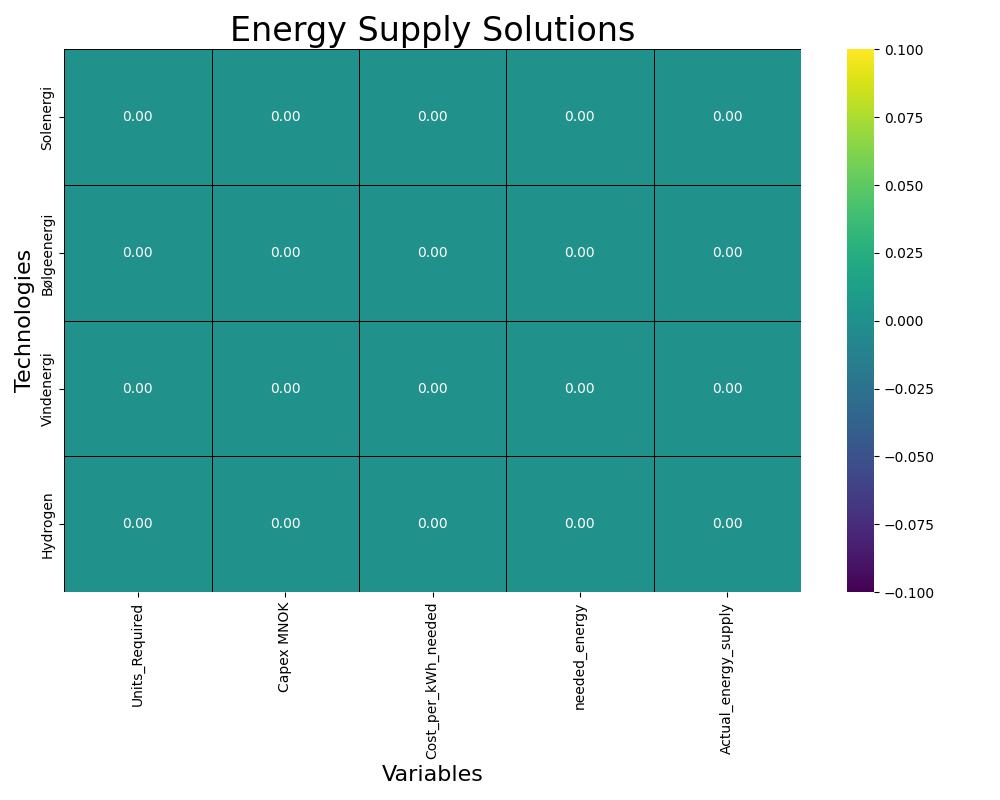 Energy Supply Solutions
Technologies
Solenergi
0.00 0.00 0.00 0.00 0.00
Bølgeenergi
0.00 0.00 0.00 0.00 0.00
Vindenergi
0.00 0.00 0.00 0.00 0.00
Hydrogen
0.00 0.00 0.00 0.00 0.00
Units_Required
Capex MNOK
Cost_per_kWh_needed
needed_energy
Actual_energy_supply
Variables
0.100
0.075
0.050
0.025
0.000
−0.025
−0.050
−0.075
−0.100